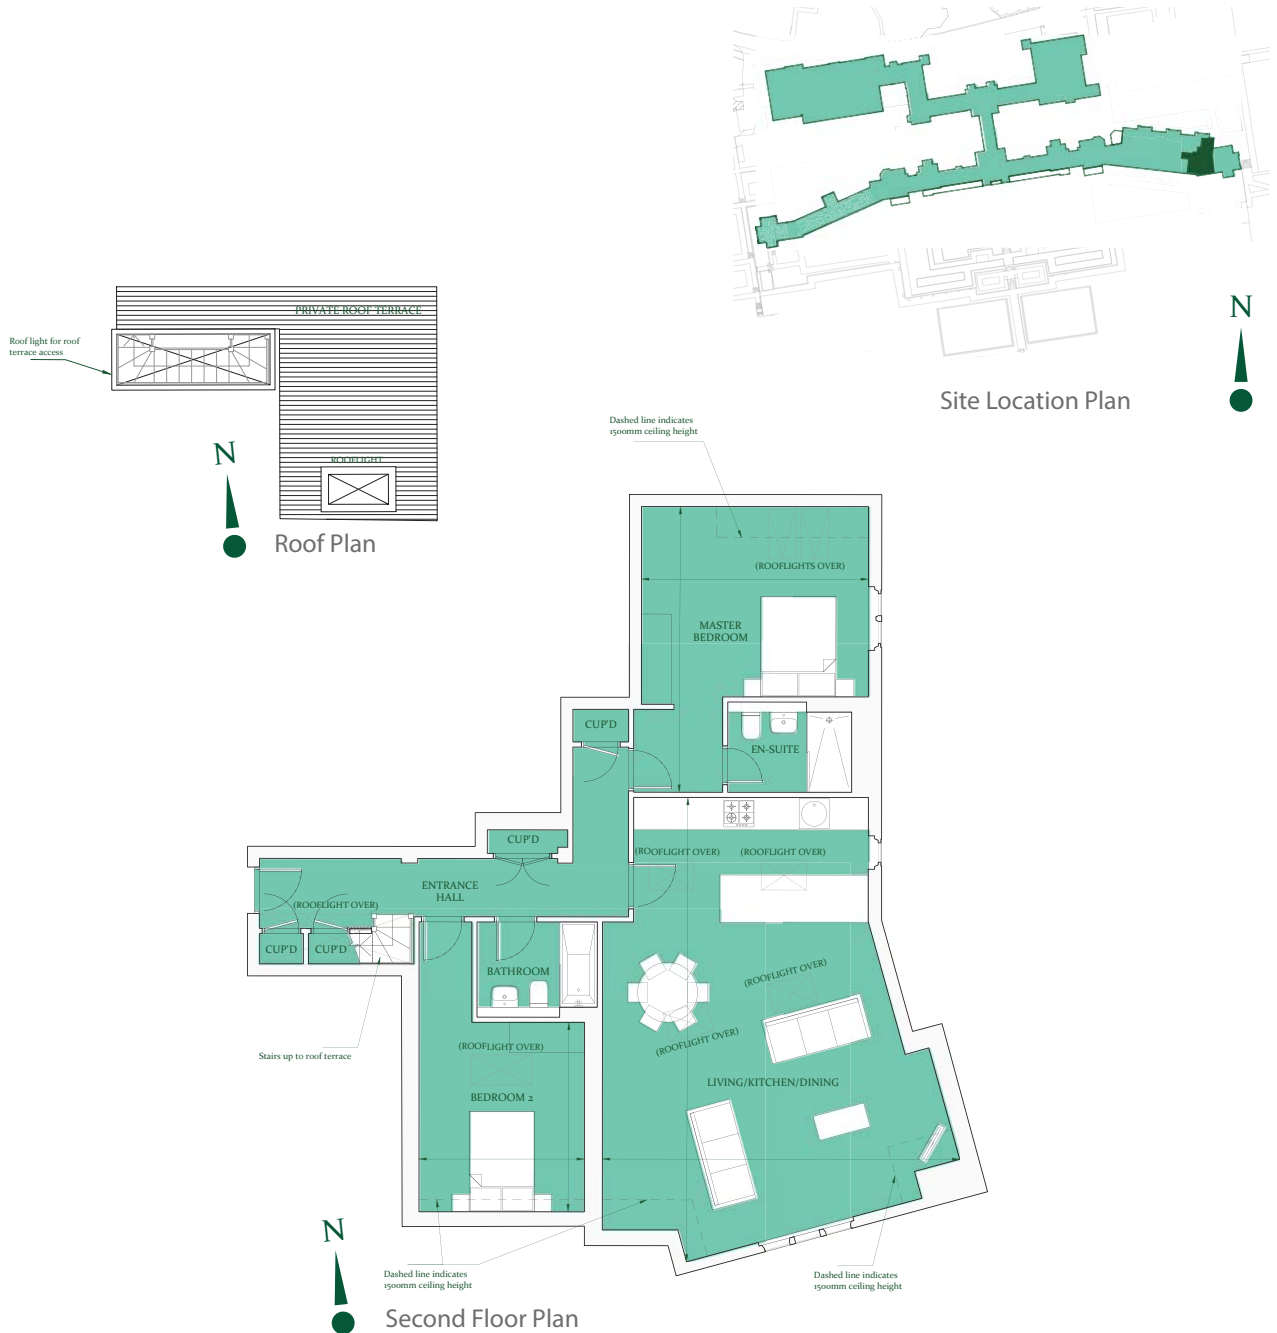 N
Site Location Plan
PRIVATE ROOF TERRACE
Roof light for roof
terrace access
ROOFLIGHT
N
Roof Plan
Dashed line indicates
1500mm ceiling height
(ROOFLIGHTS OVER)
MASTER
BEDROOM
CUP'D
EN-SUITE
CUP'D
(ROOFLIGHT OVER)
(ROOFLIGHT OVER)
ENTRANCE
HALL
(ROOFLIGHT OVER)
CUP'D
CUP'D
BATHROOM
(ROOFLIGHT OVER)
(ROOFLIGHT OVER)
Stairs up to roof terrace
(ROOFLIGHT OVER)
LIVING/KITCHEN/DINING
BEDROOM 2
N
Dashed line indicates
1500mm ceiling height
Dashed line indicates
1500mm ceiling height
Second Floor Plan